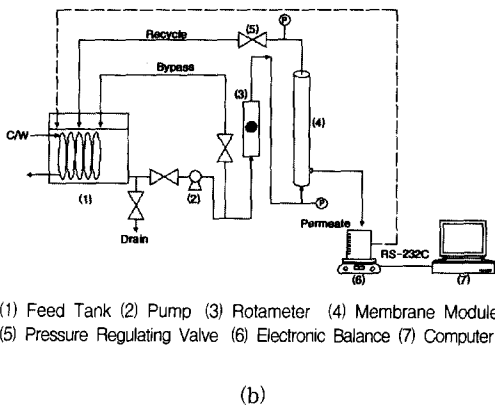 (5)
P
Recycle
Bypass
(3)
(4)
C/W
(1)
(2)
P
Drain
Permeate
RS-232C
(6)
(7)
(1) Feed Tank (2) Pump (3) Rotameter (4) Membrane Module
(5) Pressure Regulating Valve (6) Electronic Balance (7) Computer
(b)